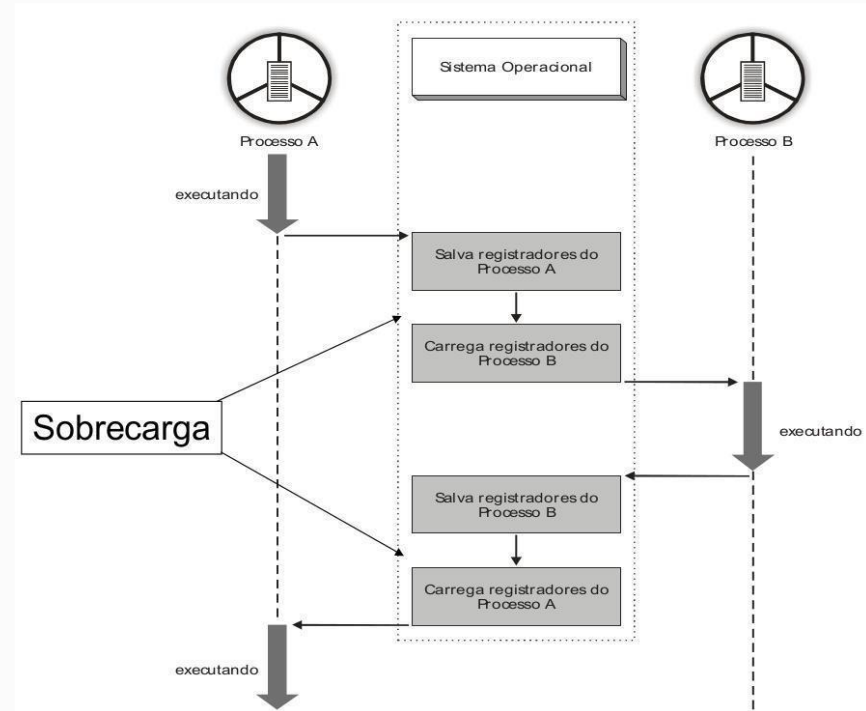 Sistema Operacional
Processo A
Processo B
executando
Salva registradores do
Processo A
Carrega registradores do
Processo B
Sobrecarga
executando
Salva registradores do
Processo B
Carrega registradores do
Processo A
executando